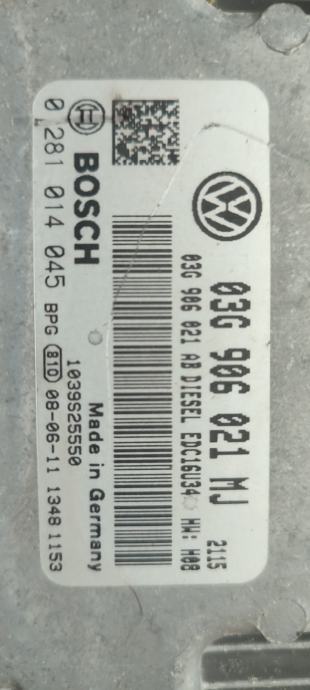 03G 906 021 MJ
2115
03G 906 021 AB DIESEL EDC16U34 HW: H08
BOSCH
Made in Germany
1039S25550
0 281 014 045 BPG 81D 08-06-11 1348 1153